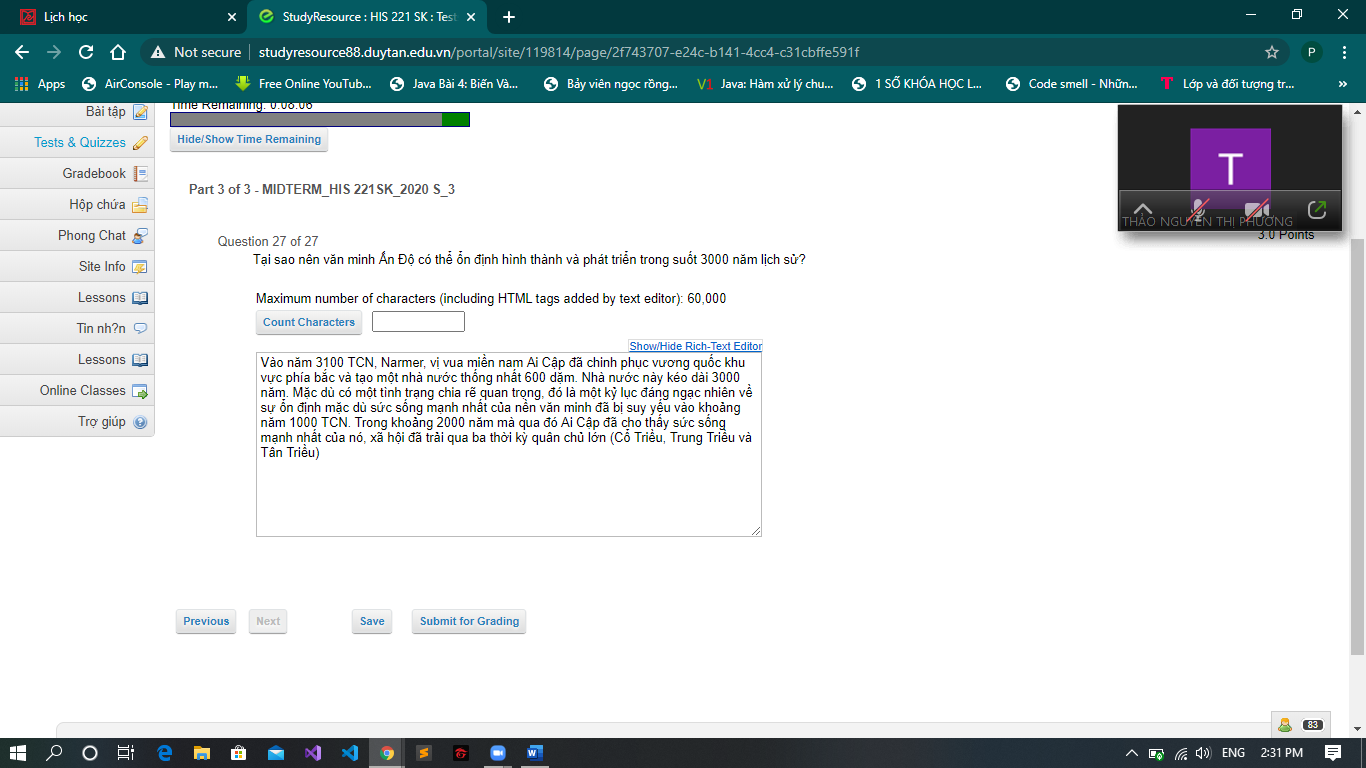 Lịch học
StudyResource : HIS 221 SK : Test
Not secure
studyresource88.duytan.edu.vn/portal/site/119814/page/2f743707-e24c-b141-4cc4-c31cbffe591f
P
Apps
AirConsole - Play m...
Free Online YouTub...
Java Bài 4: Biến Và...
Bảy viên ngọc rồng...
V1 Java: Hàm xử lý chu...
1 SỐ KHÓA HỌC L...
Code smell - Nhữn...
T Lớp và đối tượng tr...
»
Time Remaining: 0:08:06
Hide/Show Time Remaining
Bài tập
Tests & Quizzes
Gradebook
Hộp chứa
Phong Chat
Site Info
Lessons
Tin nh?n
Lessons
Online Classes
Trợ giúp
T
THẢO NGUYỄN THỊ PHƯƠNG
Part 3 of 3 - MIDTERM_HIS 221SK_2020 S_3
Question 27 of 27
3.0 Points
Tại sao nên văn minh Ấn Độ có thể ổn định hình thành và phát triển trong suốt 3000 năm lịch sử?
Maximum number of characters (including HTML tags added by text editor): 60,000
Count Characters
Show/Hide Rich-Text Editor
Vào năm 3100 TCN, Narmer, vị vua miền nam Ai Cập đã chinh phục vương quốc khu
vực phía bắc và tạo một nhà nước thống nhất 600 dặm. Nhà nước này kéo dài 3000
năm. Mặc dù có một tình trạng chia rẽ quan trọng, đó là một kỷ lục đáng ngạc nhiên về
sự ổn định mặc dù sức sống mạnh nhất của nền văn minh đã bị suy yếu vào khoảng
năm 1000 TCN. Trong khoảng 2000 năm mà qua đó Ai Cập đã cho thấy sức sống
mạnh nhất của nó, xã hội đã trải qua ba thời kỳ quân chủ lớn (Cổ Triều, Trung Triều và
Tân Triều)
Previous
Next
Save
Submit for Grading
83
ENG
2:31 PM